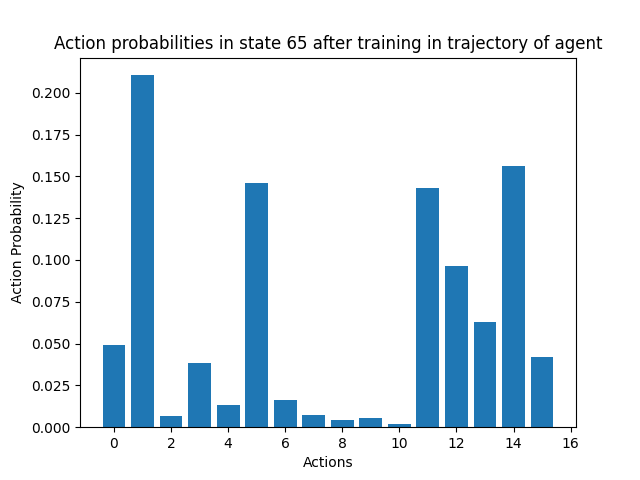 Action probabilities in state 65 after training in trajectory of agent
0.200
0.175
0.150
0.125
0.100
0.075
0.050
0.025
0.000
Action Probability
0 2 4 6 8 10 12 14 16
Actions